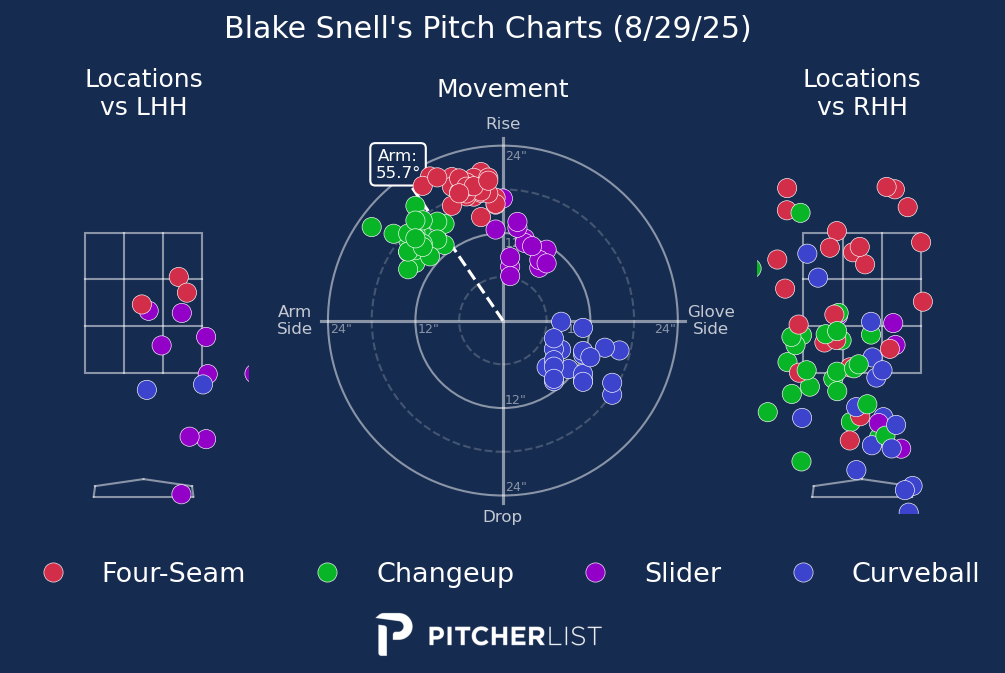 Blake Snell's Pitch Charts (8/29/25)
Locations
vs LHH
Movement
Locations
vs RHH
Rise
24"
Arm:
55.7°
Arm
Side
24"
12"
24"
Glove
Side
12"
24"
Drop
Four-Seam
Changeup
Slider
Curveball
PITCHERLIST